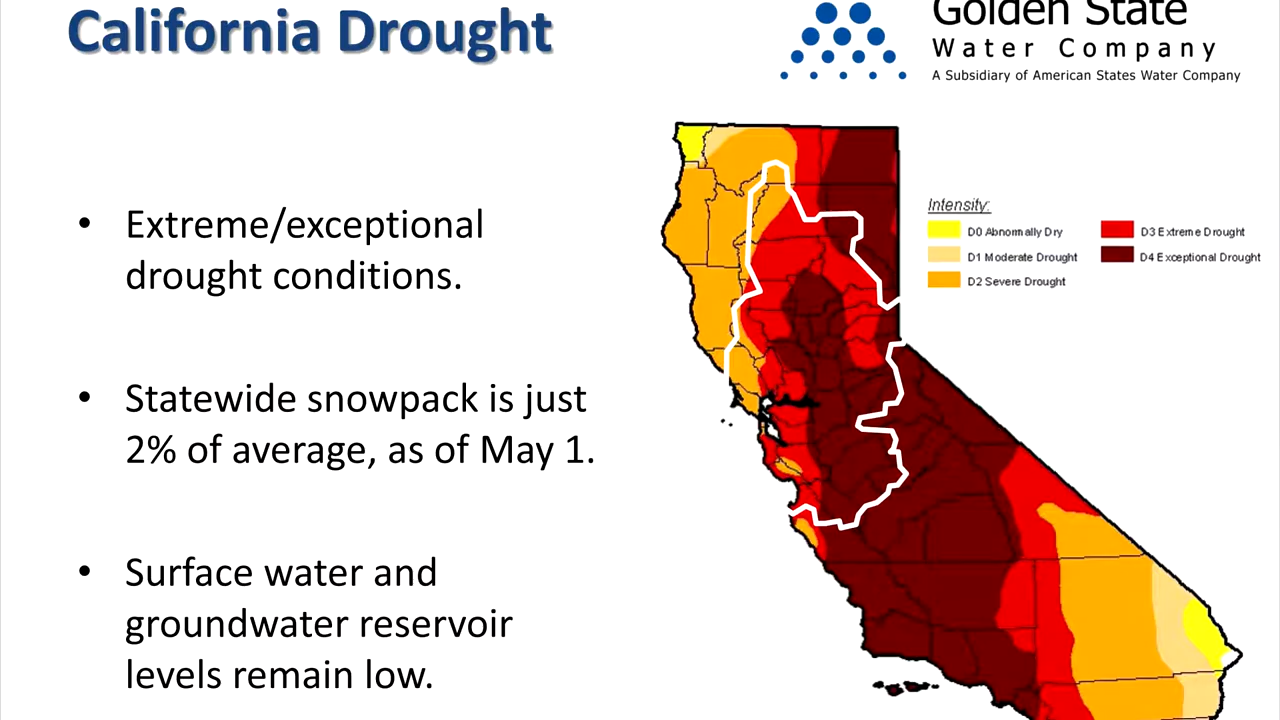 California Drought
Golden State
Water Company
A Subsidiary of American States Water Company
• Extreme/exceptional
drought conditions.
• Statewide snowpack is just
2% of average, as of May 1.
• Surface water and
groundwater reservoir
levels remain low.
Intensity:
D0 Abnormally Dry
D1 Moderate Drought
D2 Severe Drought
D3 Extreme Drought
D4 Exceptional Drought